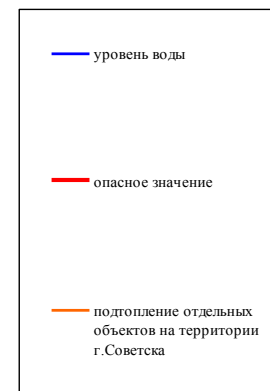 уровень воды
опасное значение
подтопление отдельных
объектов на территории
г.Советска